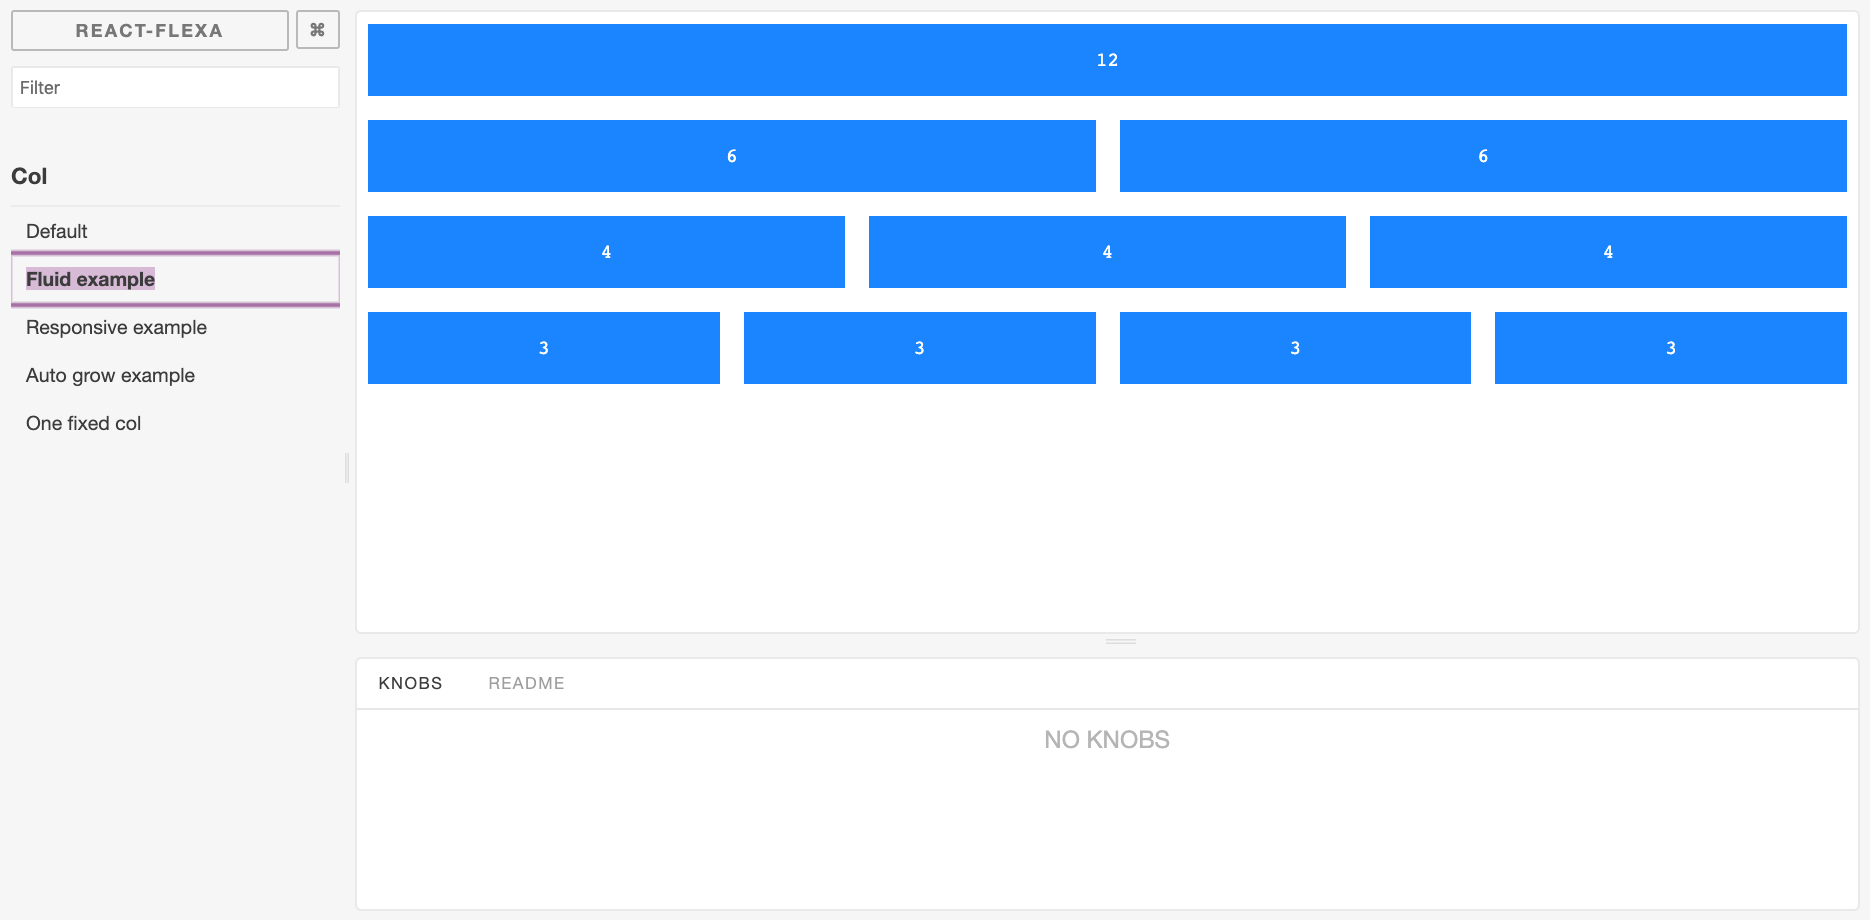 REACT-FLEXA ⌘
Filter
Col
Default
Fluid example
Responsive example
Auto grow example
One fixed col
12
6 6
4 4 4
3 3 3 3
KNOBS README
NO KNOBS